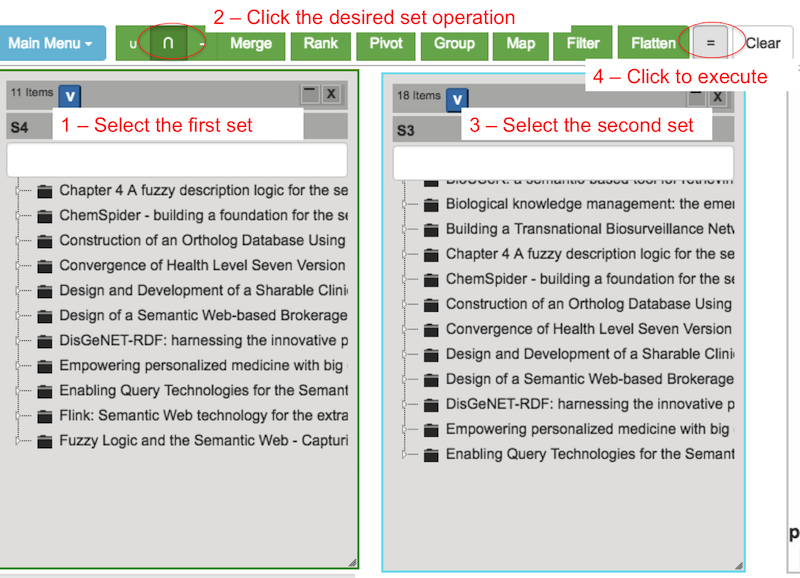 2 – Click the desired set operation
Main Menu
∪ ∩ - Merge Rank Pivot Group Map Filter Flatten = Clear
4 – Click to execute
11 Items V X
S4
1 – Select the first set
Chapter 4 A fuzzy description logic for the se
ChemSpider - building a foundation for the se
Construction of an Ortholog Database Using
Convergence of Health Level Seven Version
Design and Development of a Sharable Clini
Design of a Semantic Web-based Brokerage
DisGeNET-RDF: harnessing the innovative p
Empowering personalized medicine with big
Enabling Query Technologies for the Semant
Flink: Semantic Web technology for the extra
Fuzzy Logic and the Semantic Web - Capturi
18 Items V X
S3
3 – Select the second set
Biological knowledge management: the emer
Building a Transnational Biosurveillance Netw
Chapter 4 A fuzzy description logic for the se
ChemSpider - building a foundation for the se
Construction of an Ortholog Database Using
Convergence of Health Level Seven Version
Design and Development of a Sharable Clini
Design of a Semantic Web-based Brokerage
DisGeNET-RDF: harnessing the innovative p
Empowering personalized medicine with big
Enabling Query Technologies for the Semant
p